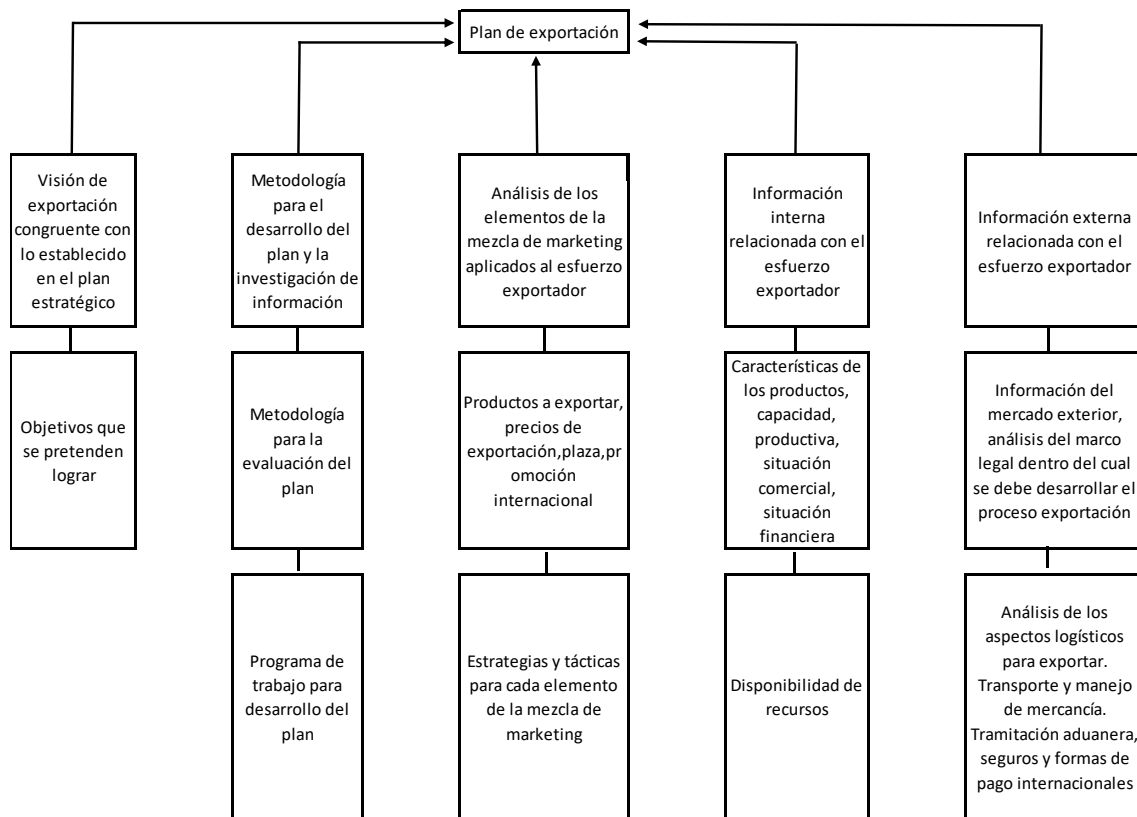 Plan de exportación
Visión de
exportación
congruente con
lo establecido
en el plan
estratégico
Metodología
para el
desarrollo del
plan y la
investigación de
información
Análisis de los
elementos de la
mezcla de marketing
aplicados al esfuerzo
exportador
Información
interna
relacionada con el
esfuerzo
exportador
Información externa
relacionada con el
esfuerzo exportador
Objetivos que
se pretenden
lograr
Metodología
para la
evaluación del
plan
Productos a exportar,
precios de
exportación,plaza,pr
omoción
internacional
Características de
los productos,
capacidad,
productiva,
situación
comercial,
situación
financiera
Información del
mercado exterior,
análisis del marco
legal dentro del cual
se debe desarrollar el
proceso exportación
Programa de
trabajo para
desarrollo del
plan
Estrategias y tácticas
para cada elemento
de la mezcla de
marketing
Disponibilidad de
recursos
Análisis de los
aspectos logísticos
para exportar.
Transporte y manejo
de mercancía.
Tramitación aduanera,
seguros y formas de
pago internacionales